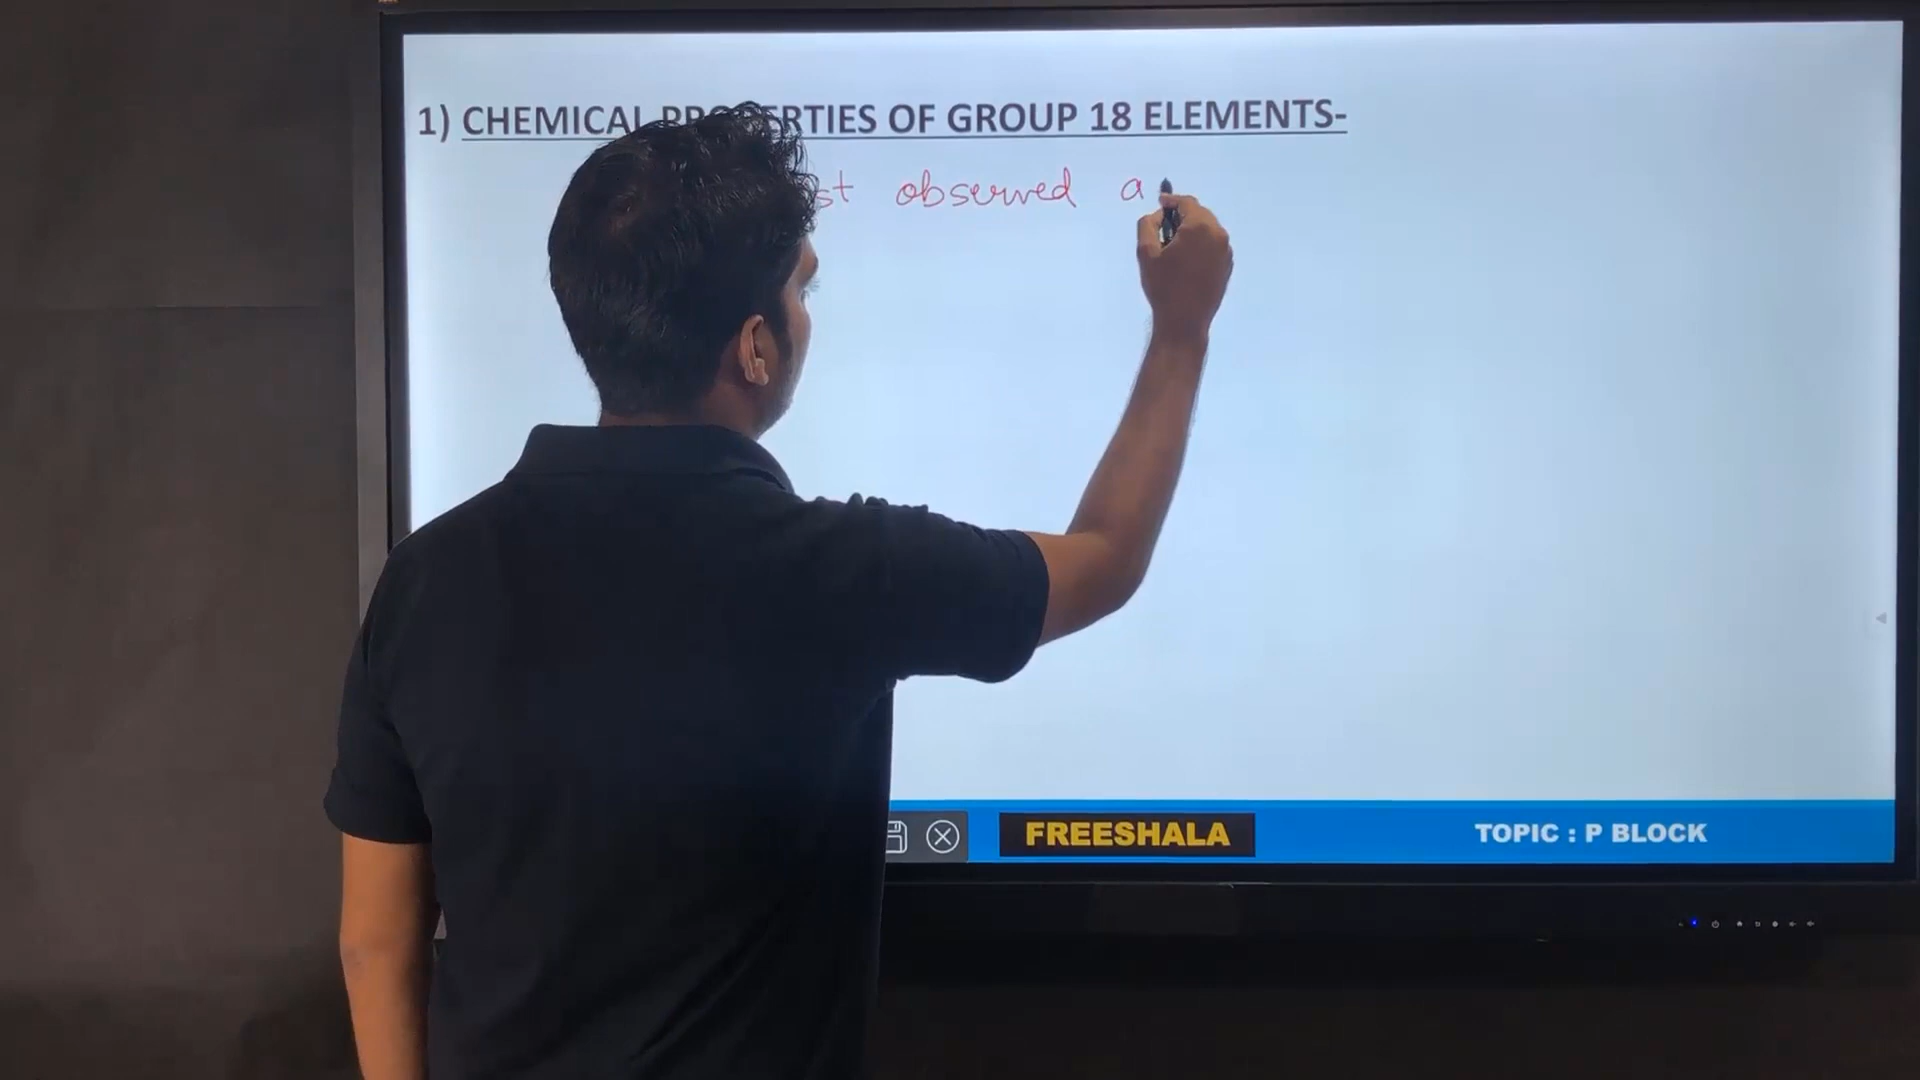 1) CHEMICAL PROPERTIES OF GROUP 18 ELEMENTS-
observed a
FREESHALA
TOPIC : P BLOCK